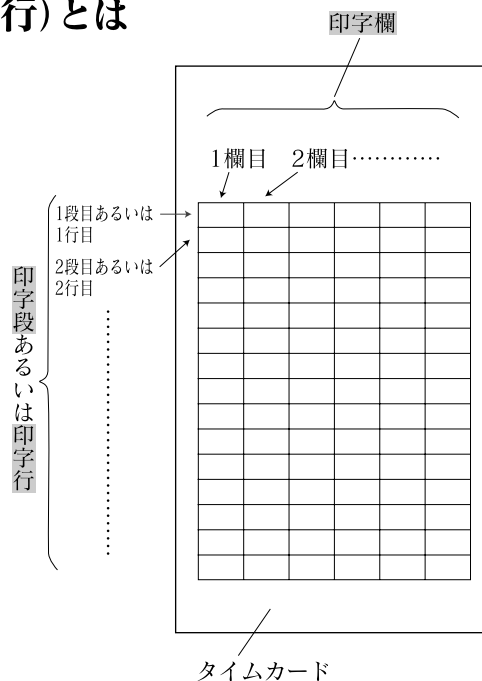 行)とは
印字欄
1欄目 2欄目…………
1段目あるいは
1行目
2段目あるいは
2行目
印字段あるいは印字行
タイムカード